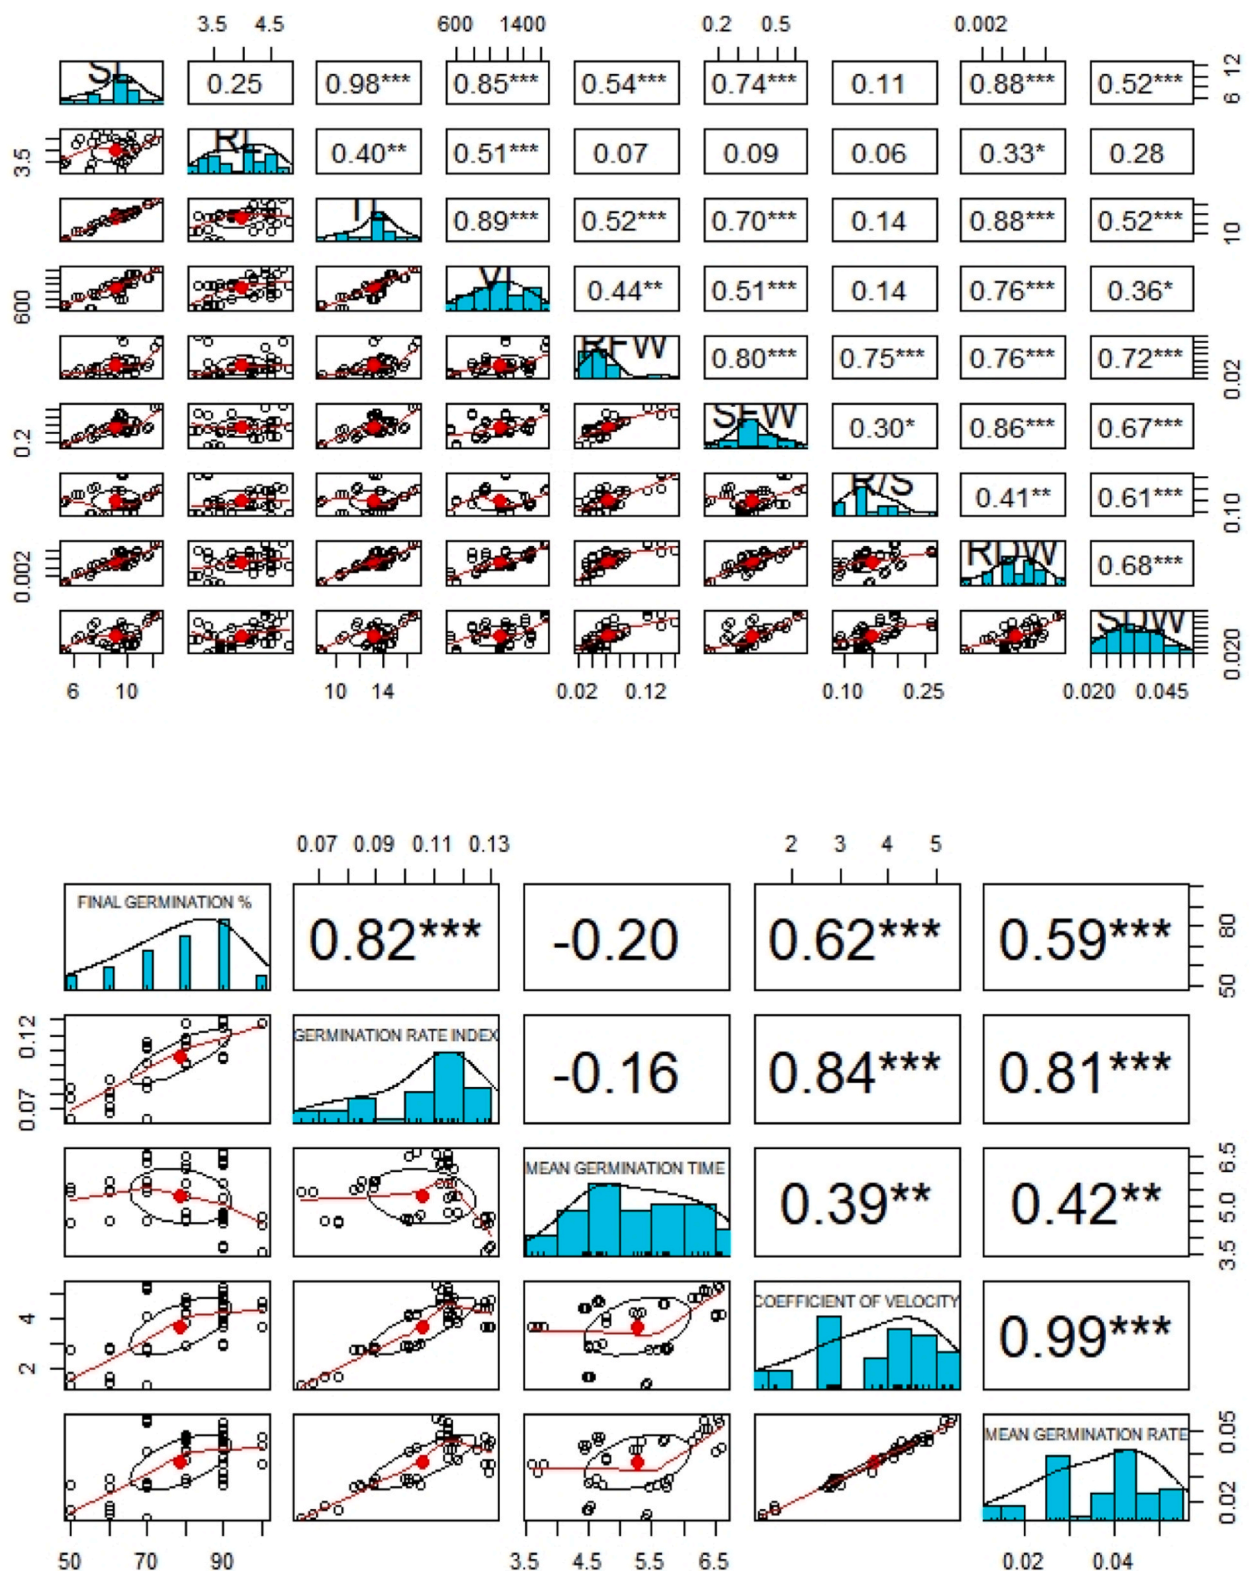 3.5 4.5 600 1400 0.2 0.5 0.002
SL 0.25 0.98*** 0.85*** 0.54*** 0.74*** 0.11 0.88*** 0.52*** 6 12
3.5 RL 0.40** 0.51*** 0.07 0.09 0.06 0.33* 0.28
TL 0.89*** 0.52*** 0.70*** 0.14 0.88*** 0.52*** 10
600 VI 0.44** 0.51*** 0.14 0.76*** 0.36*
RFW 0.80*** 0.75*** 0.76*** 0.72*** 0.02
0.2 SFW 0.30* 0.86*** 0.67***
R/S 0.41** 0.61*** 0.10
0.002 RDW 0.68***
SDW 0.020
6 10 10 14 0.02 0.12 0.10 0.25 0.020 0.045
0.07 0.09 0.11 0.13 2 3 4 5
FINAL GERMINATION % 0.82*** -0.20 0.62*** 0.59*** 50 80
0.07 0.12 GERMINATION RATE INDEX -0.16 0.84*** 0.81***
MEAN GERMINATION TIME 0.39** 0.42** 3.5 5.0 6.5
2 4 COEFFICIENT OF VELOCITY 0.99***
MEAN GERMINATION RATE 0.02 0.05
50 70 90 3.5 4.5 5.5 6.5 0.02 0.04